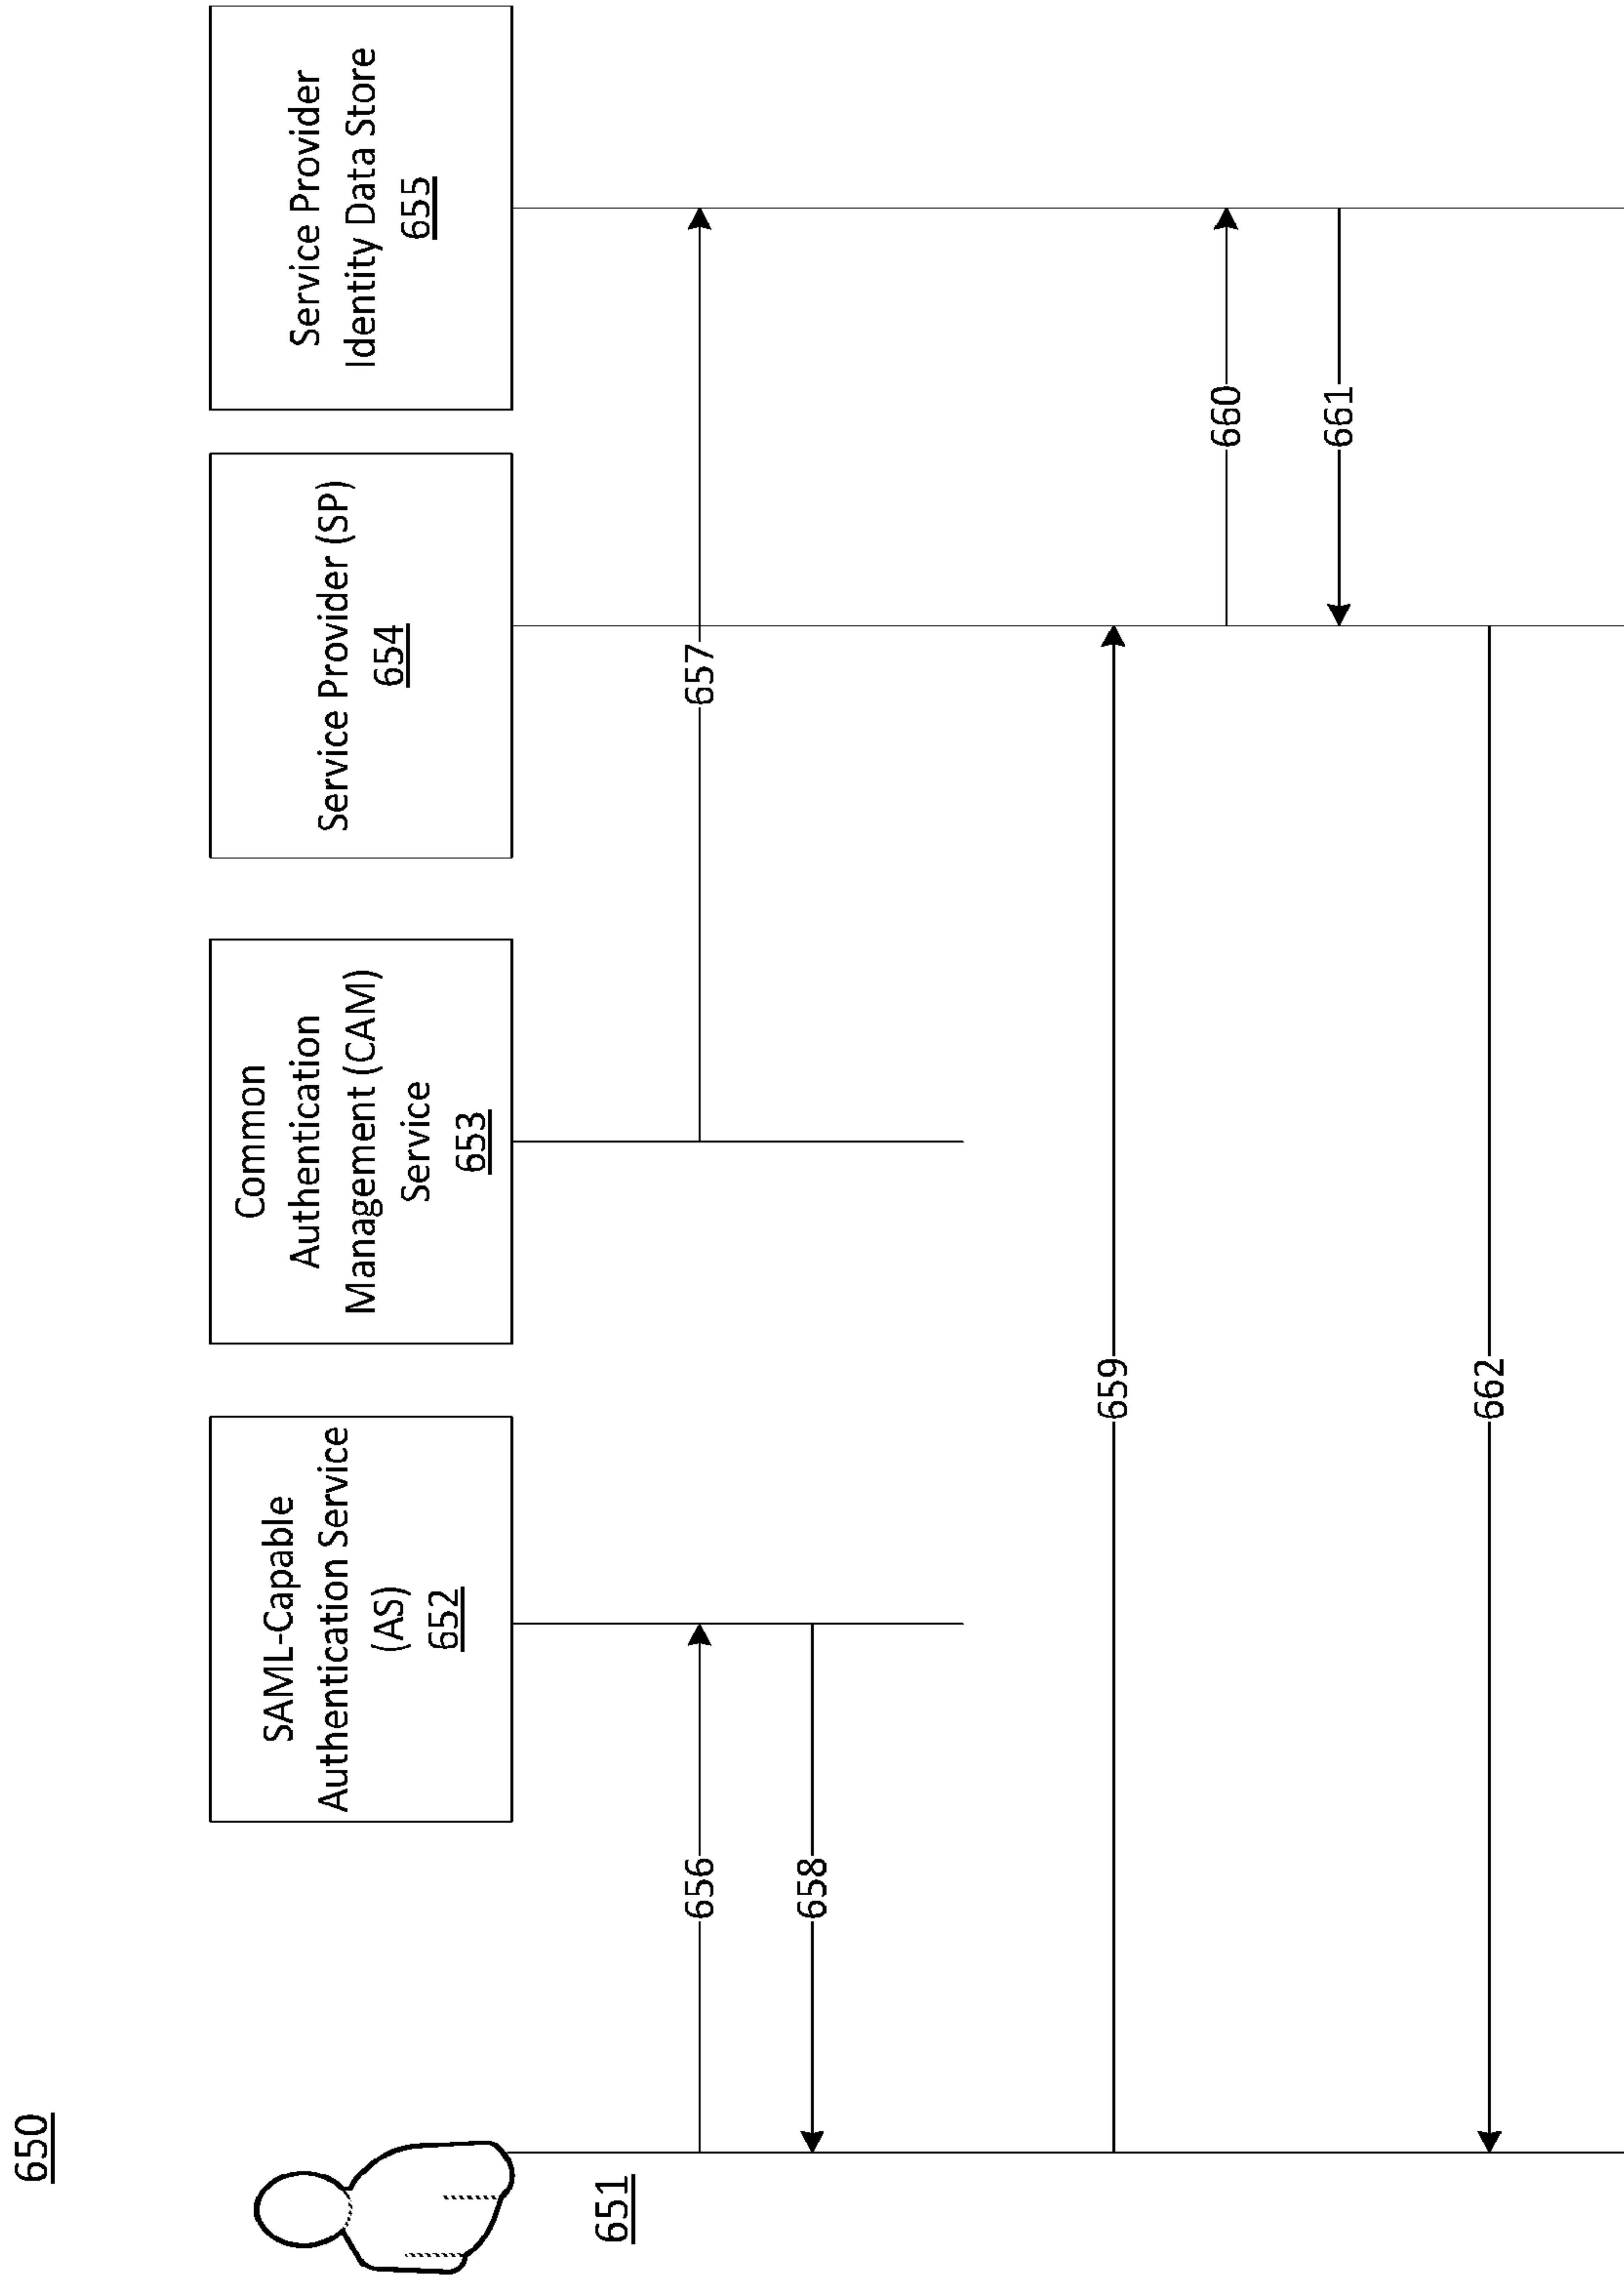 650
651
SAML-Capable
Authentication Service
(AS)
652
Common
Authentication
Management (CAM)
Service
653
Service Provider (SP)
654
Service Provider
Identity Data Store
655
656
657
658
659
660
661
662